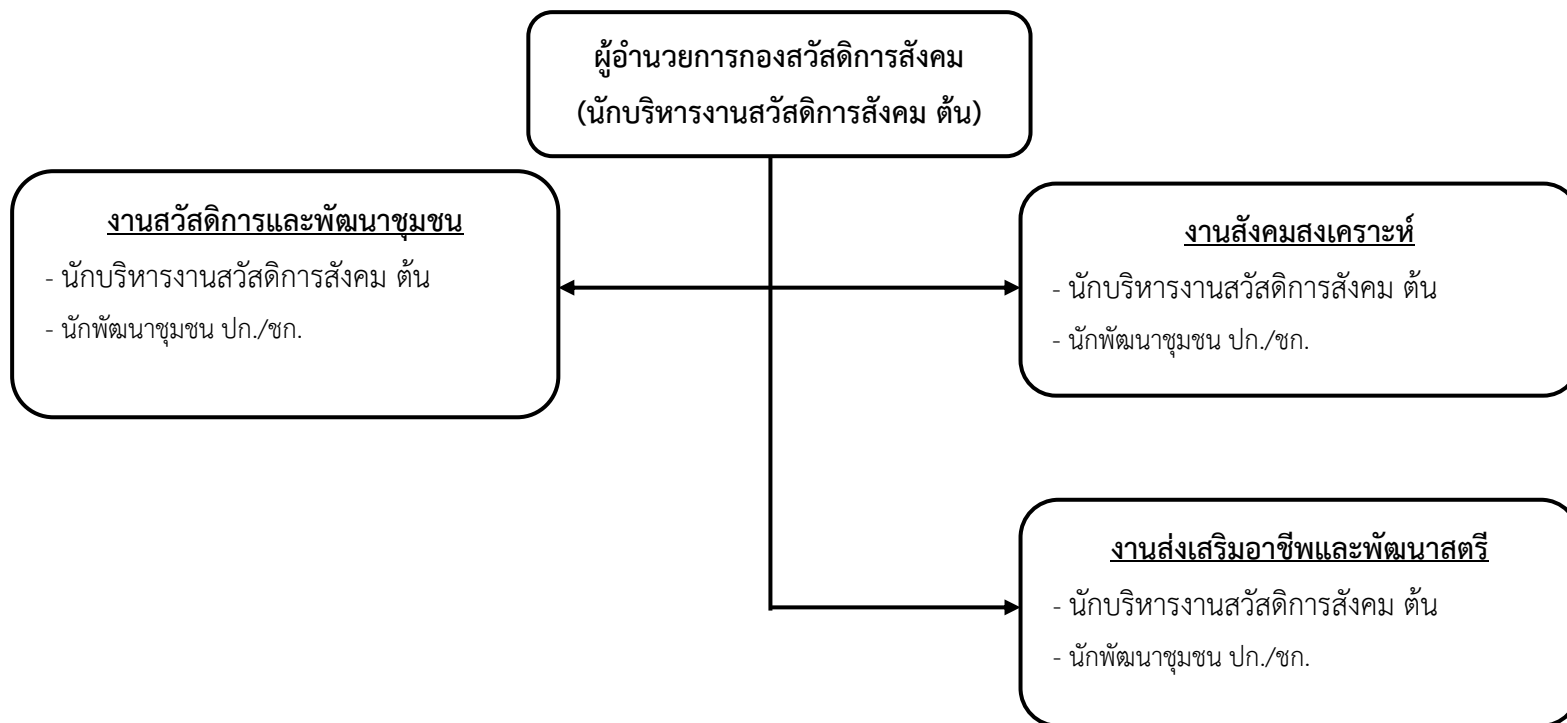 ผู้อำนวยการกองสวัสดิการสังคม
(นักบริหารงานสวัสดิการสังคม ต้น)
งานสวัสดิการและพัฒนาชุมชน
- นักบริหารงานสวัสดิการสังคม ต้น
- นักพัฒนาชุมชน ปก./ชก.
งานสังคมสงเคราะห์
- นักบริหารงานสวัสดิการสังคม ต้น
- นักพัฒนาชุมชน ปก./ชก.
งานส่งเสริมอาชีพและพัฒนาสตรี
- นักบริหารงานสวัสดิการสังคม ต้น
- นักพัฒนาชุมชน ปก./ชก.